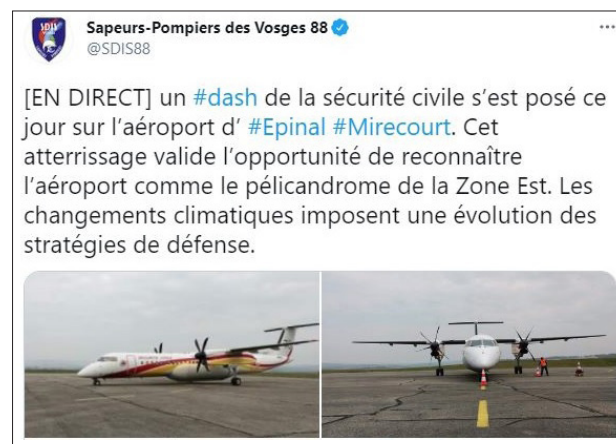 Sapeurs-Pompiers des Vosges 88
@SDIS88
[EN DIRECT] un #dash de la sécurité civile s’est posé ce
jour sur l’aéroport d’ #Epinal #Mirecourt. Cet
atterrissage valide l’opportunité de reconnaître
l’aéroport comme le pélicandrome de la Zone Est. Les
changements climatiques imposent une évolution des
stratégies de défense.